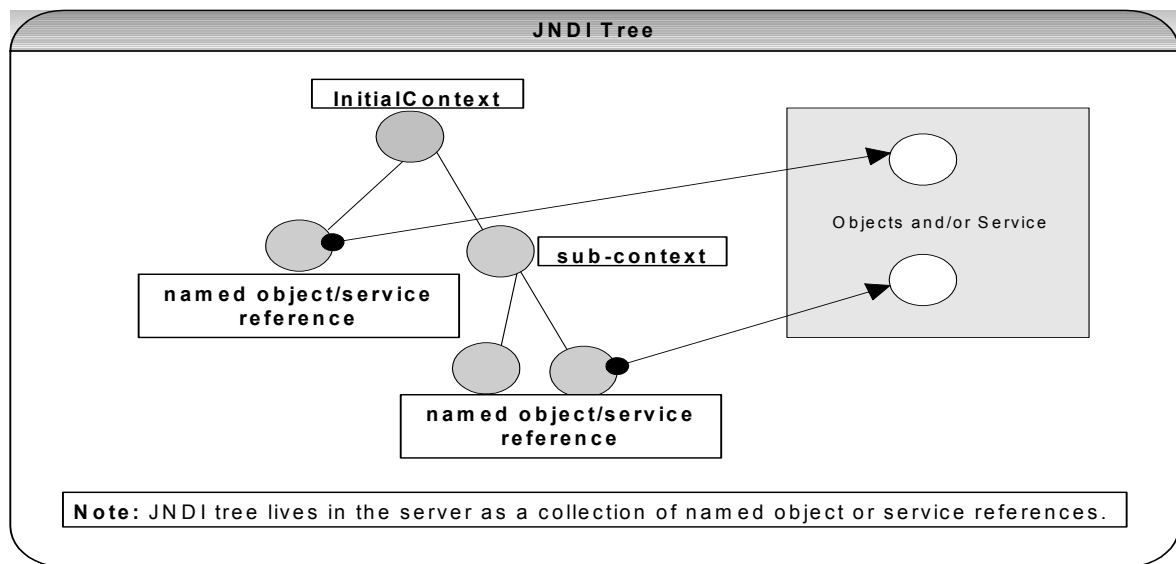 JNDI Tree
InitialContext
Objects and/or Service
sub-context
named object/service
reference
named object/service
reference
Note: JNDI tree lives in the server as a collection of named object or service references.